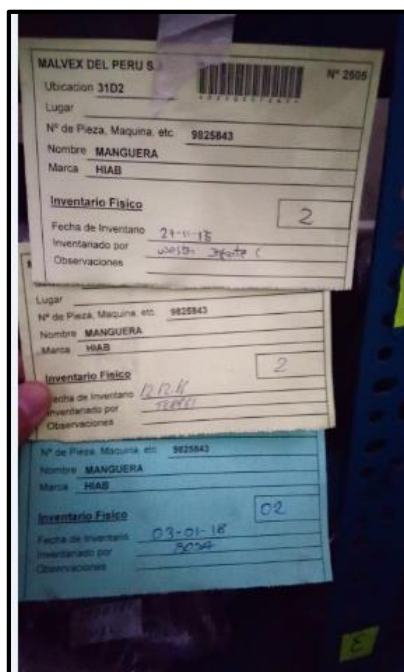 MALVEX DEL PERU S.
Nº 2505
Ubicacion 31D2
Lugar
Nº de Pieza, Maquina, etc. 9825843
Nombre MANGUERA
Marca HIAB
Inventario Fisico
2
Fecha de Inventario
Inventariado por
Observaciones
Lugar
Nº de Pieza, Maquina, etc. 9825843
Nombre MANGUERA
Marca HIAB
Inventario Fisico
2
Fecha de Inventario
Inventariado por
Observaciones
Nº de Pieza, Maquina, etc. 9825843
Nombre MANGUERA
Marca HIAB
Inventario Fisico
02
Fecha de Inventario 03-01-18
Inventariado por
Observaciones